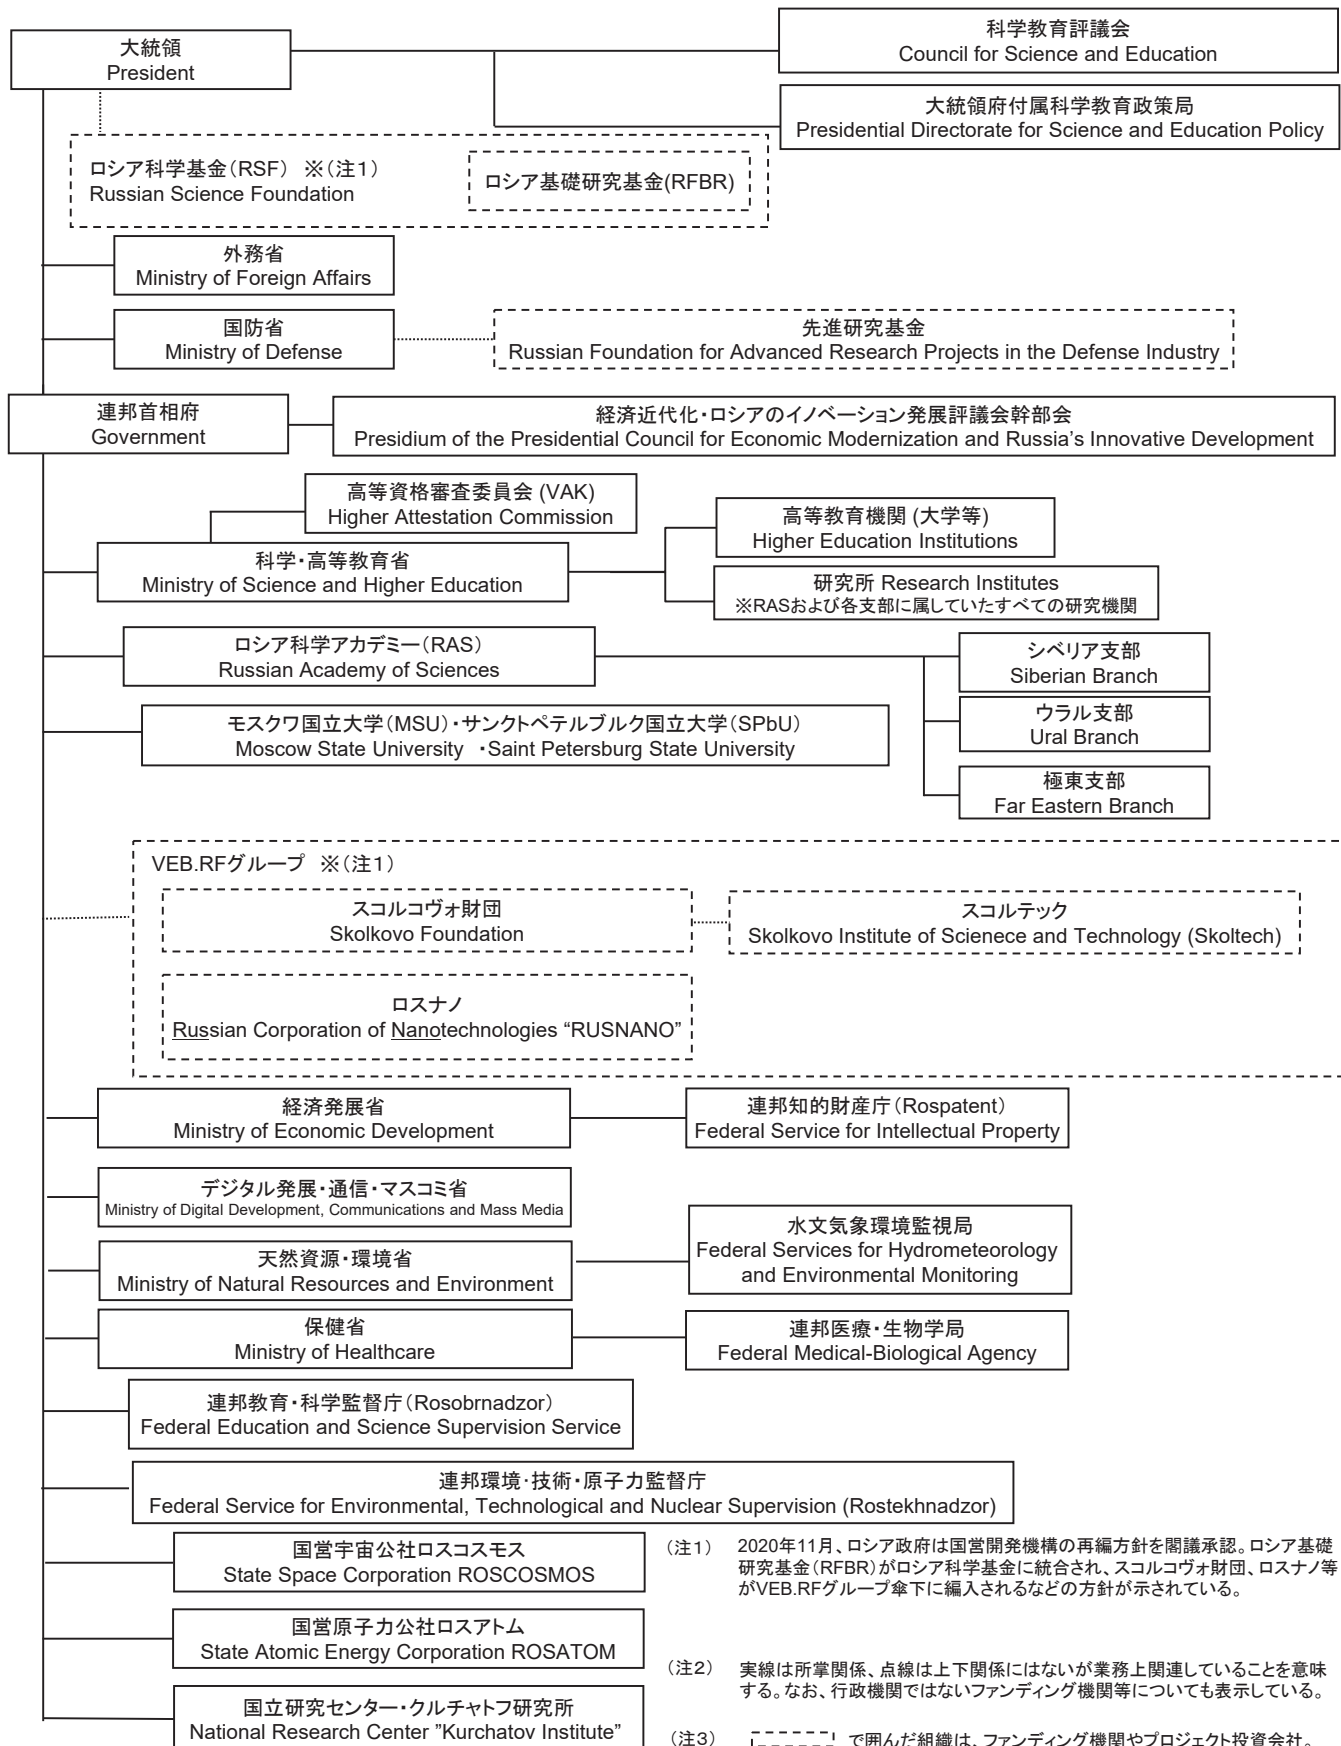 大統領
President
科学教育評議会
Council for Science and Education
大統領府付属科学教育政策局
Presidential Directorate for Science and Education Policy
ロシア科学基金(RSF) ※(注1)
Russian Science Foundation
ロシア基礎研究基金(RFBR)
外務省
Ministry of Foreign Affairs
国防省
Ministry of Defense
先進研究基金
Russian Foundation for Advanced Research Projects in the Defense Industry
連邦首相府
Government
経済近代化・ロシアのイノベーション発展評議会幹部会
Presidium of the Presidential Council for Economic Modernization and Russia's Innovative Development
高等資格審査委員会 (VAK)
Higher Attestation Commission
科学・高等教育省
Ministry of Science and Higher Education
高等教育機関 (大学等)
Higher Education Institutions
研究所 Research Institutes
※RASおよび各支部に属していたすべての研究機関
ロシア科学アカデミー(RAS)
Russian Academy of Sciences
シベリア支部
Siberian Branch
ウラル支部
Ural Branch
極東支部
Far Eastern Branch
モスクワ国立大学(MSU)・サンクトペテルブルク国立大学(SPbU)
Moscow State University ・Saint Petersburg State University
VEB.RFグループ ※(注1)
スコルコヴォ財団
Skolkovo Foundation
スコルテック
Skolkovo Institute of Scienece and Technology (Skoltech)
ロスナノ
Russian Corporation of Nanotechnologies “RUSNANO”
経済発展省
Ministry of Economic Development
連邦知的財産庁(Rospatent)
Federal Service for Intellectual Property
デジタル発展・通信・マスコミ省
Ministry of Digital Development, Communications and Mass Media
天然資源・環境省
Ministry of Natural Resources and Environment
水文気象環境監視局
Federal Services for Hydrometeorology
and Environmental Monitoring
保健省
Ministry of Healthcare
連邦医療・生物学局
Federal Medical-Biological Agency
連邦教育・科学監督庁(Rosobrnadzor)
Federal Education and Science Supervision Service
連邦環境・技術・原子力監督庁
Federal Service for Environmental, Technological and Nuclear Supervision (Rostekhnadzor)
国営宇宙公社ロスコスモス
State Space Corporation ROSCOSMOS
国営原子力公社ロスアトム
State Atomic Energy Corporation ROSATOM
国立研究センター・クルチャトフ研究所
National Research Center ”Kurchatov Institute”
(注1) 2020年11月、ロシア政府は国営開発機構の再編方針を閣議承認。ロシア基礎
研究基金(RFBR)がロシア科学基金に統合され、スコルコヴォ財団、ロスナノ等
がVEB.RFグループ傘下に編入されるなどの方針が示されている。
(注2) 実線は所掌関係、点線は上下関係にはないが業務上関連していることを意味
する。なお、行政機関ではないファンディング機関等についても表示している。
(注3) で囲んだ組織は、ファンディング機関やプロジェクト投資会社。